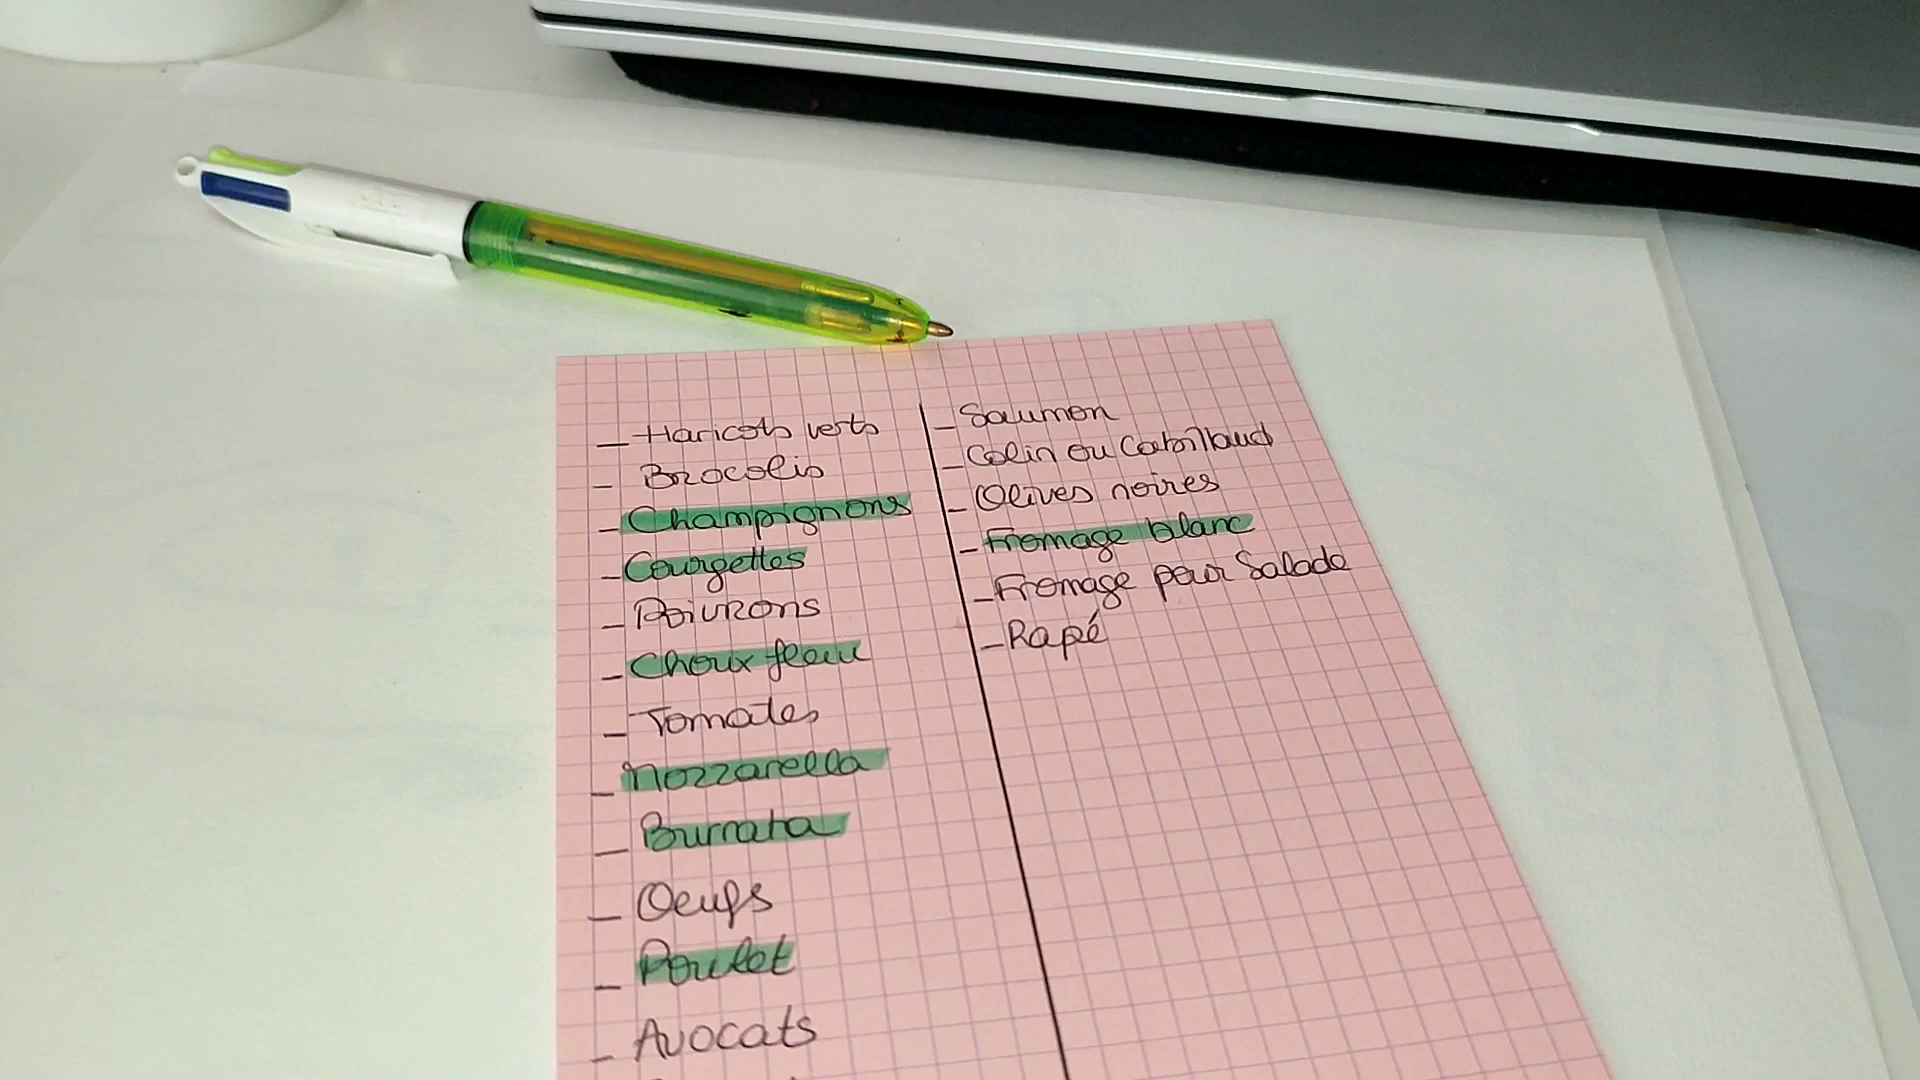 - Haricots verts
- Brocolis
- Champignons
- Courgettes
- Poivrons
- Choux fleau
- Tomates
- Mozzarella
- Burrata
- Oeufs
- Poulet
- Avocats
- Saumon
- Colin ou Cabillaud
- Olives noires
- Fromage blanc
- Fromage pour Salade
- Rapé